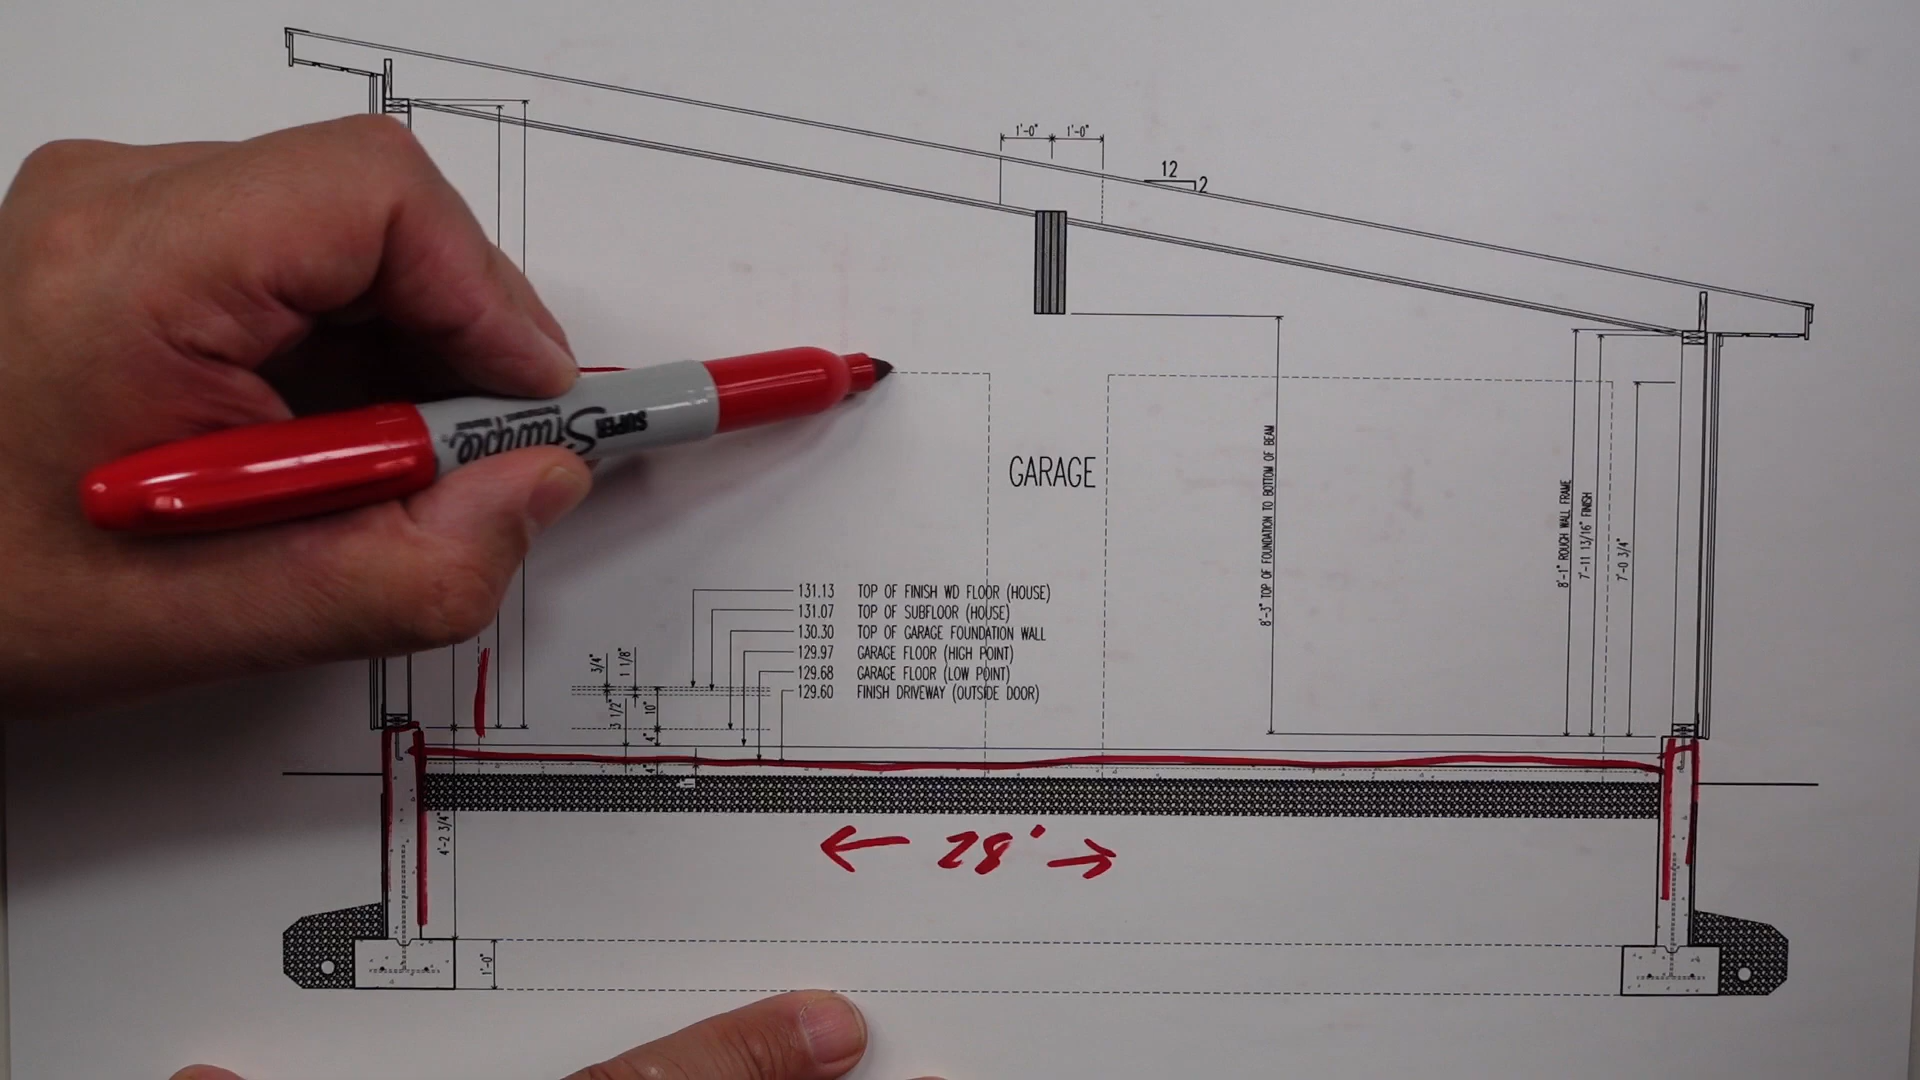 1'-0" 1'-0"
12
2
SUPER
Sharpie
Permanent Marker
GARAGE
8'-3" TOP OF FOUNDATION TO BOTTOM OF BEAM
8'-1" ROUGH WALL FRAME
7'-11 13/16" FINISH
7'-0 3/4"
131.13 TOP OF FINISH WD FLOOR (HOUSE)
131.07 TOP OF SUBFLOOR (HOUSE)
130.30 TOP OF GARAGE FOUNDATION WALL
129.97 GARAGE FLOOR (HIGH POINT)
129.68 GARAGE FLOOR (LOW POINT)
129.60 FINISH DRIVEWAY (OUTSIDE DOOR)
3/4"
1 1/8"
3 1/2"
10"
4"
4"
4'-2 3/4"
28'
1'-0"